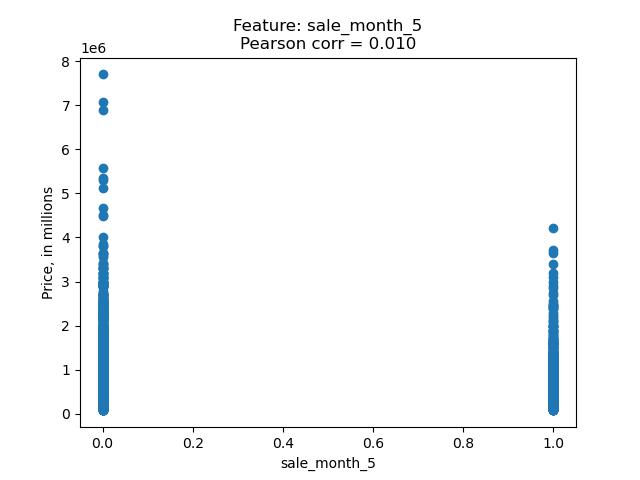 Feature: sale_month_5
Pearson corr = 0.010
1e6
8
7
6
5
4
3
2
1
0
Price, in millions
0.0 0.2 0.4 0.6 0.8 1.0
sale_month_5